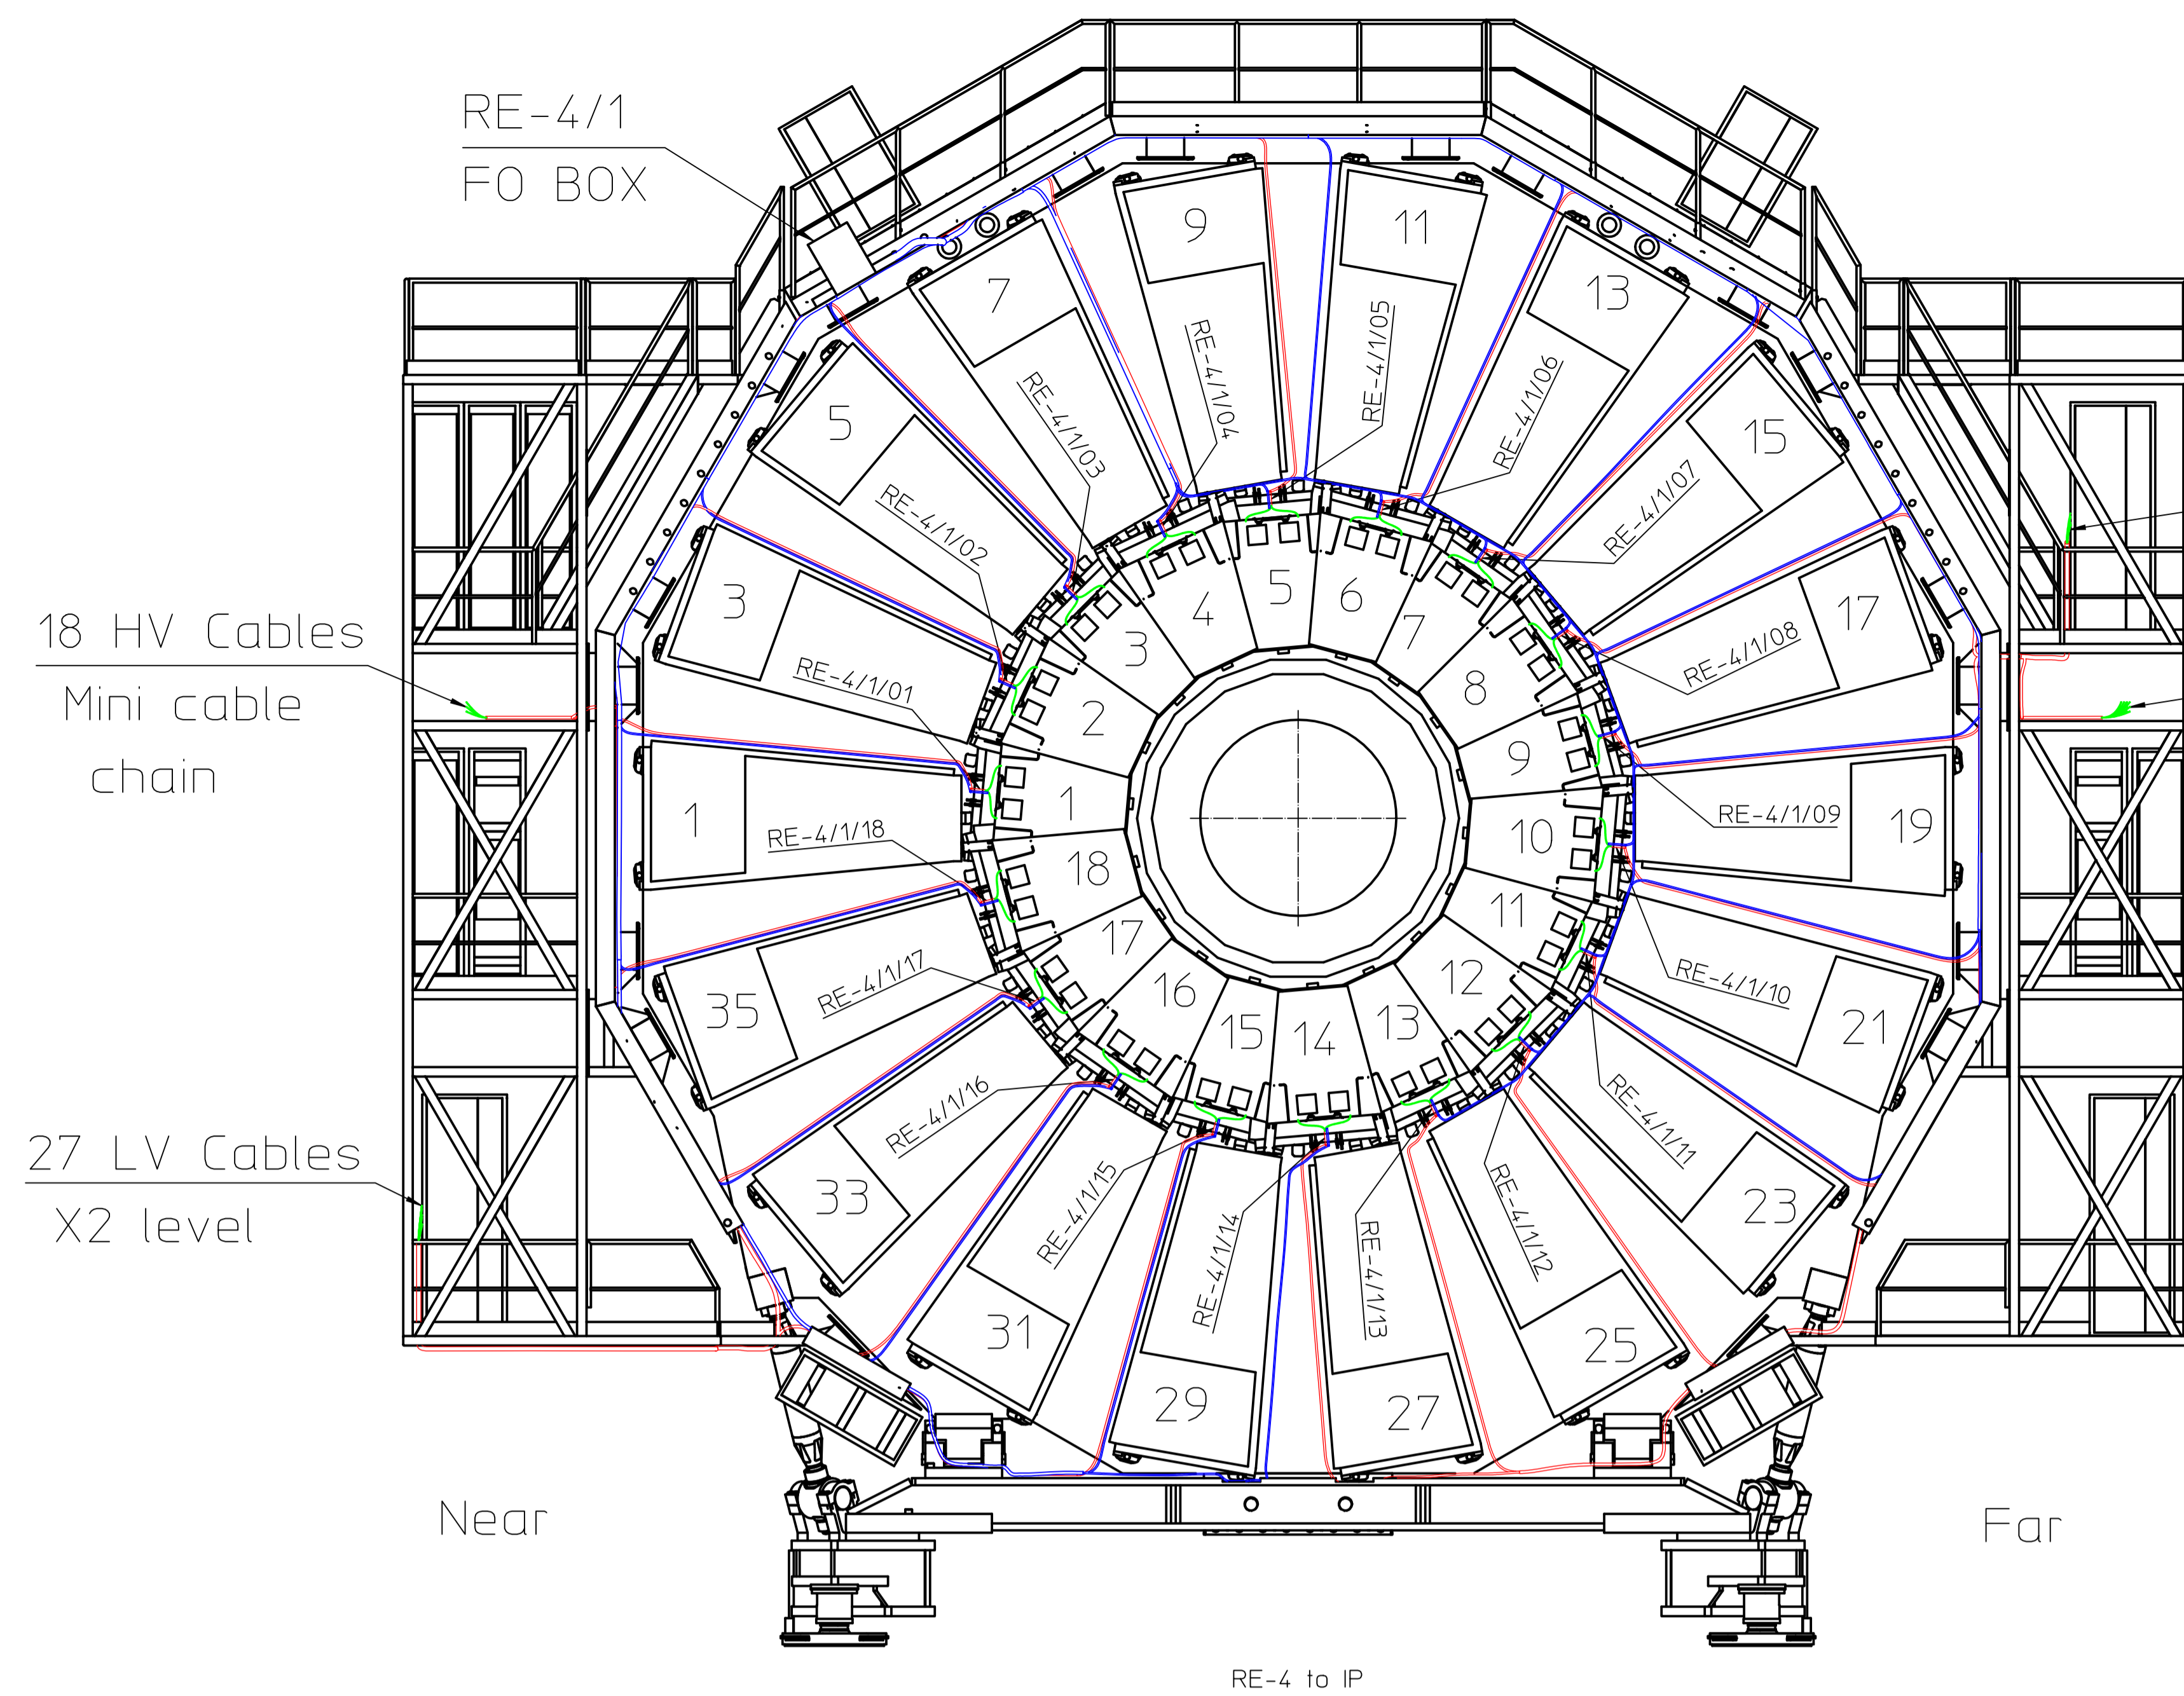 RE-4/1
FO BOX
18 HV Cables
Mini cable
chain
27 LV Cables
X2 level
Near
Far
RE-4 to IP
1
3
5
7
9
11
13
15
17
19
21
23
25
27
29
31
33
35
RE-4/1/01
RE-4/1/02
RE-4/1/03
RE-4/1/04
RE-4/1/05
RE-4/1/06
RE-4/1/07
RE-4/1/08
RE-4/1/09
RE-4/1/10
RE-4/1/11
RE-4/1/12
RE-4/1/13
RE-4/1/14
RE-4/1/15
RE-4/1/16
RE-4/1/17
RE-4/1/18
1
2
3
4
5
6
7
8
9
10
11
12
13
14
15
16
17
18